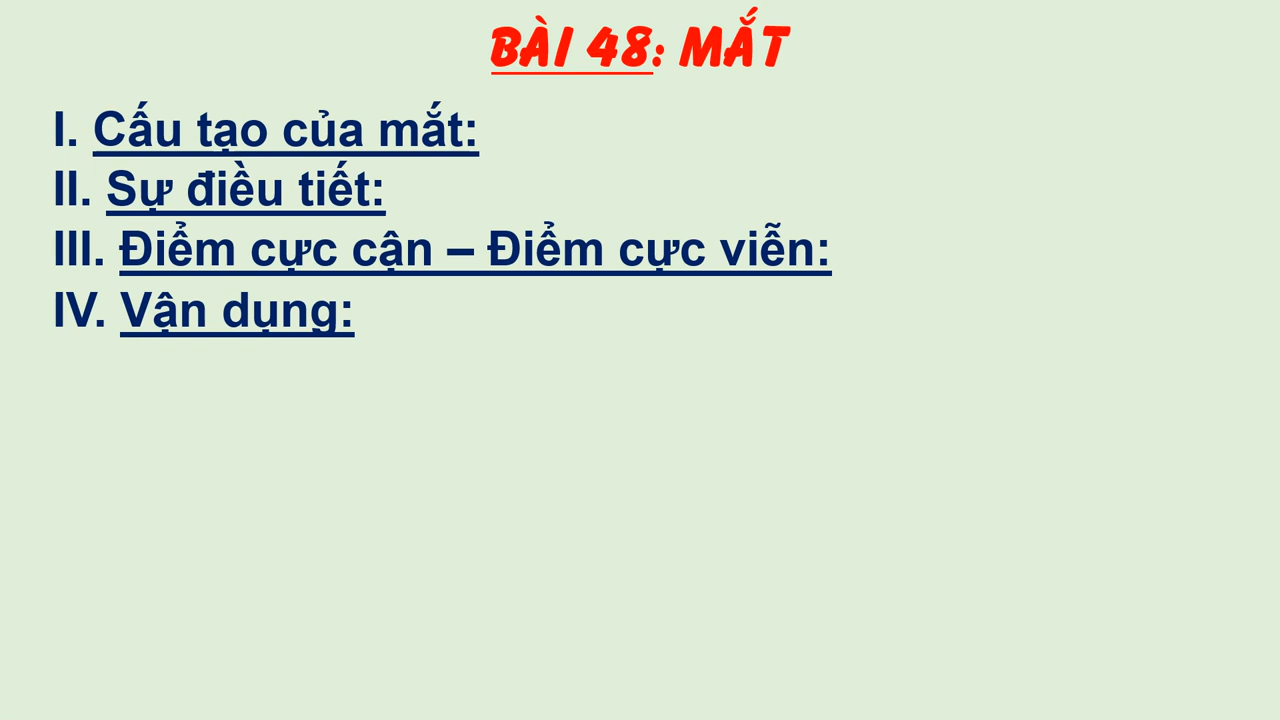 BÀI 48: MẮT
I. Cấu tạo của mắt:
II. Sự điều tiết:
III. Điểm cực cận – Điểm cực viễn:
IV. Vận dụng: